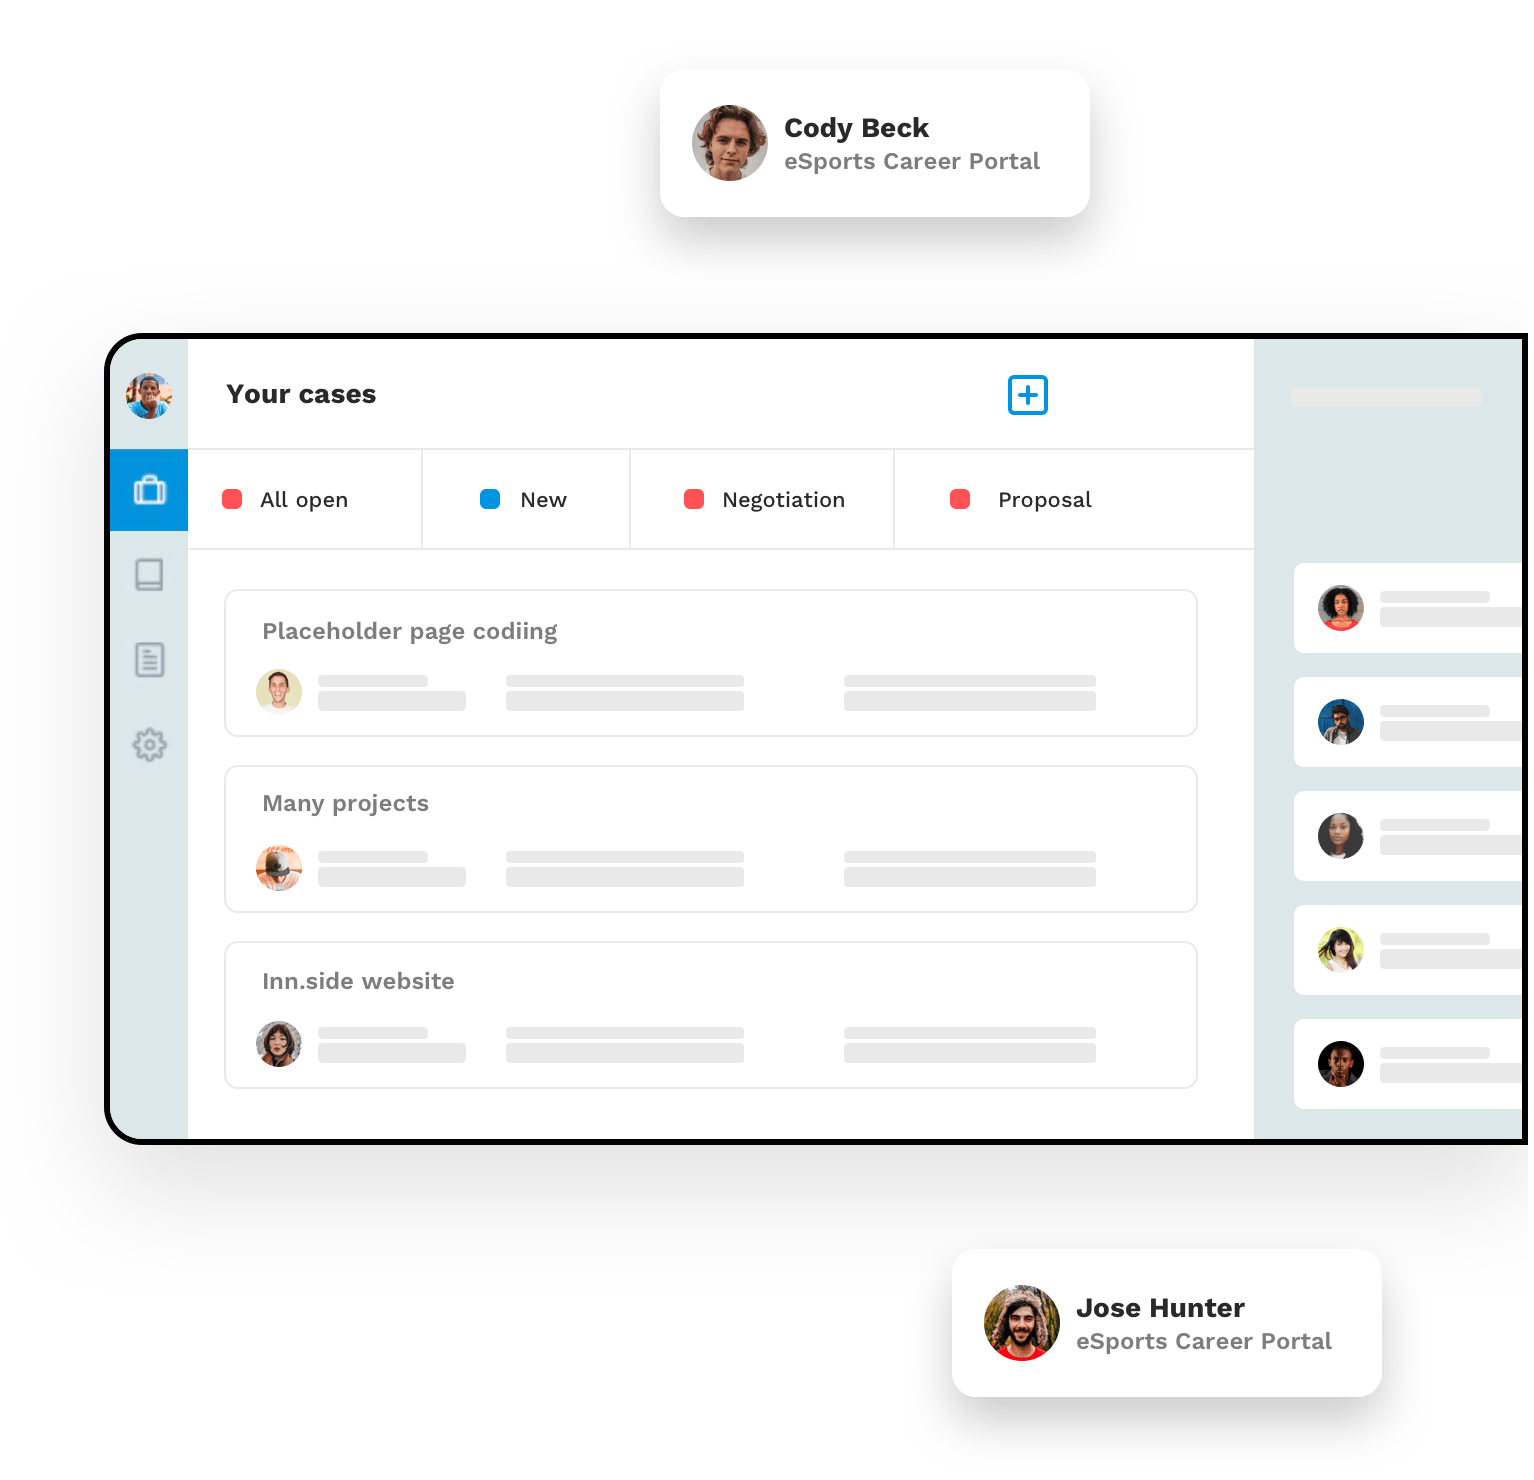 Cody Beck
eSports Career Portal
Your cases
All open
New
Negotiation
Proposal
Placeholder page codiing
Many projects
Inn.side website
Jose Hunter
eSports Career Portal